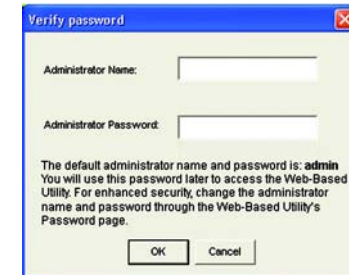 Verify password
Administrator Name:
Administrator Password:
The default administrator name and password is: admin
You will use this password later to access the Web-Based
Utility. For enhanced security, change the administrator
name and password through the Web-Based Utility's
Password page.
OK Cancel